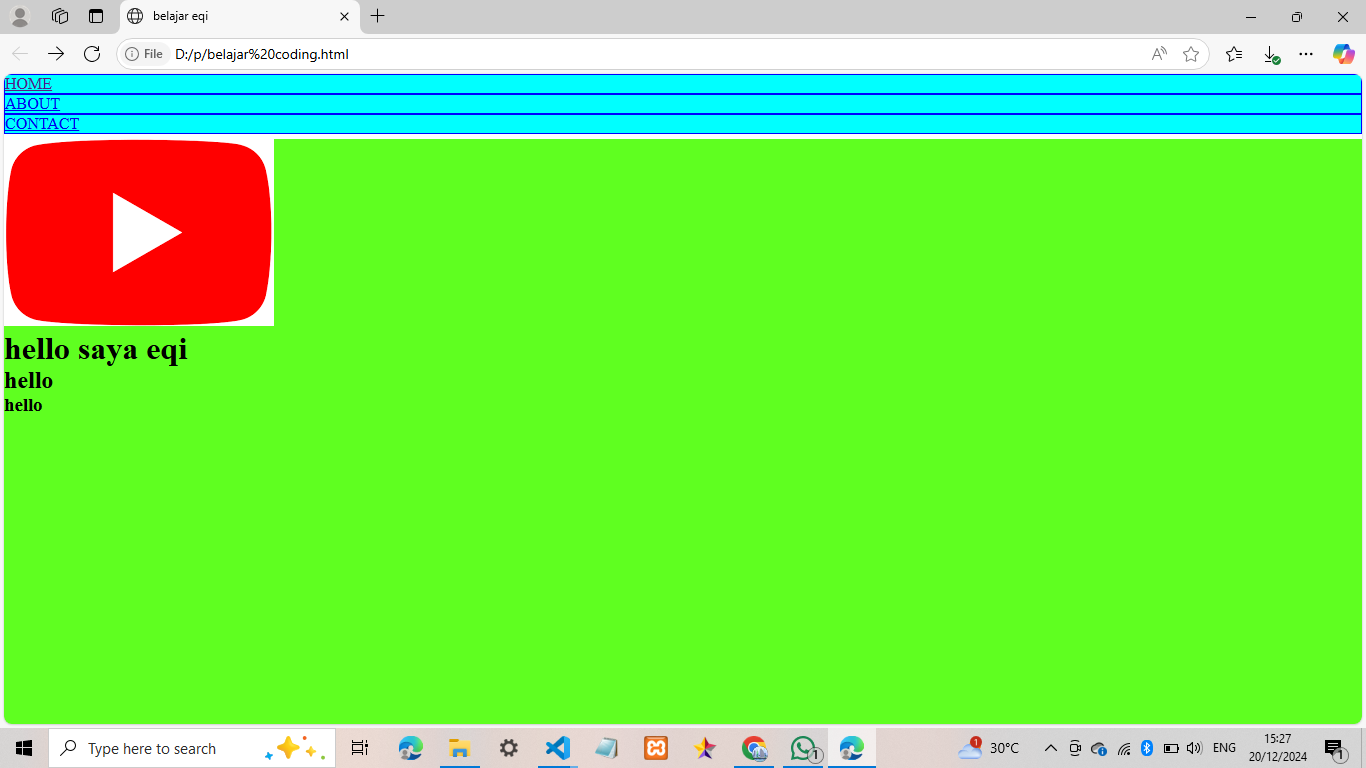 belajar eqi
File D:/p/belajar%20coding.html
HOME
ABOUT
CONTACT
hello saya eqi
hello
hello
Type here to search
1
1
30°C
ENG
15:27
20/12/2024
1